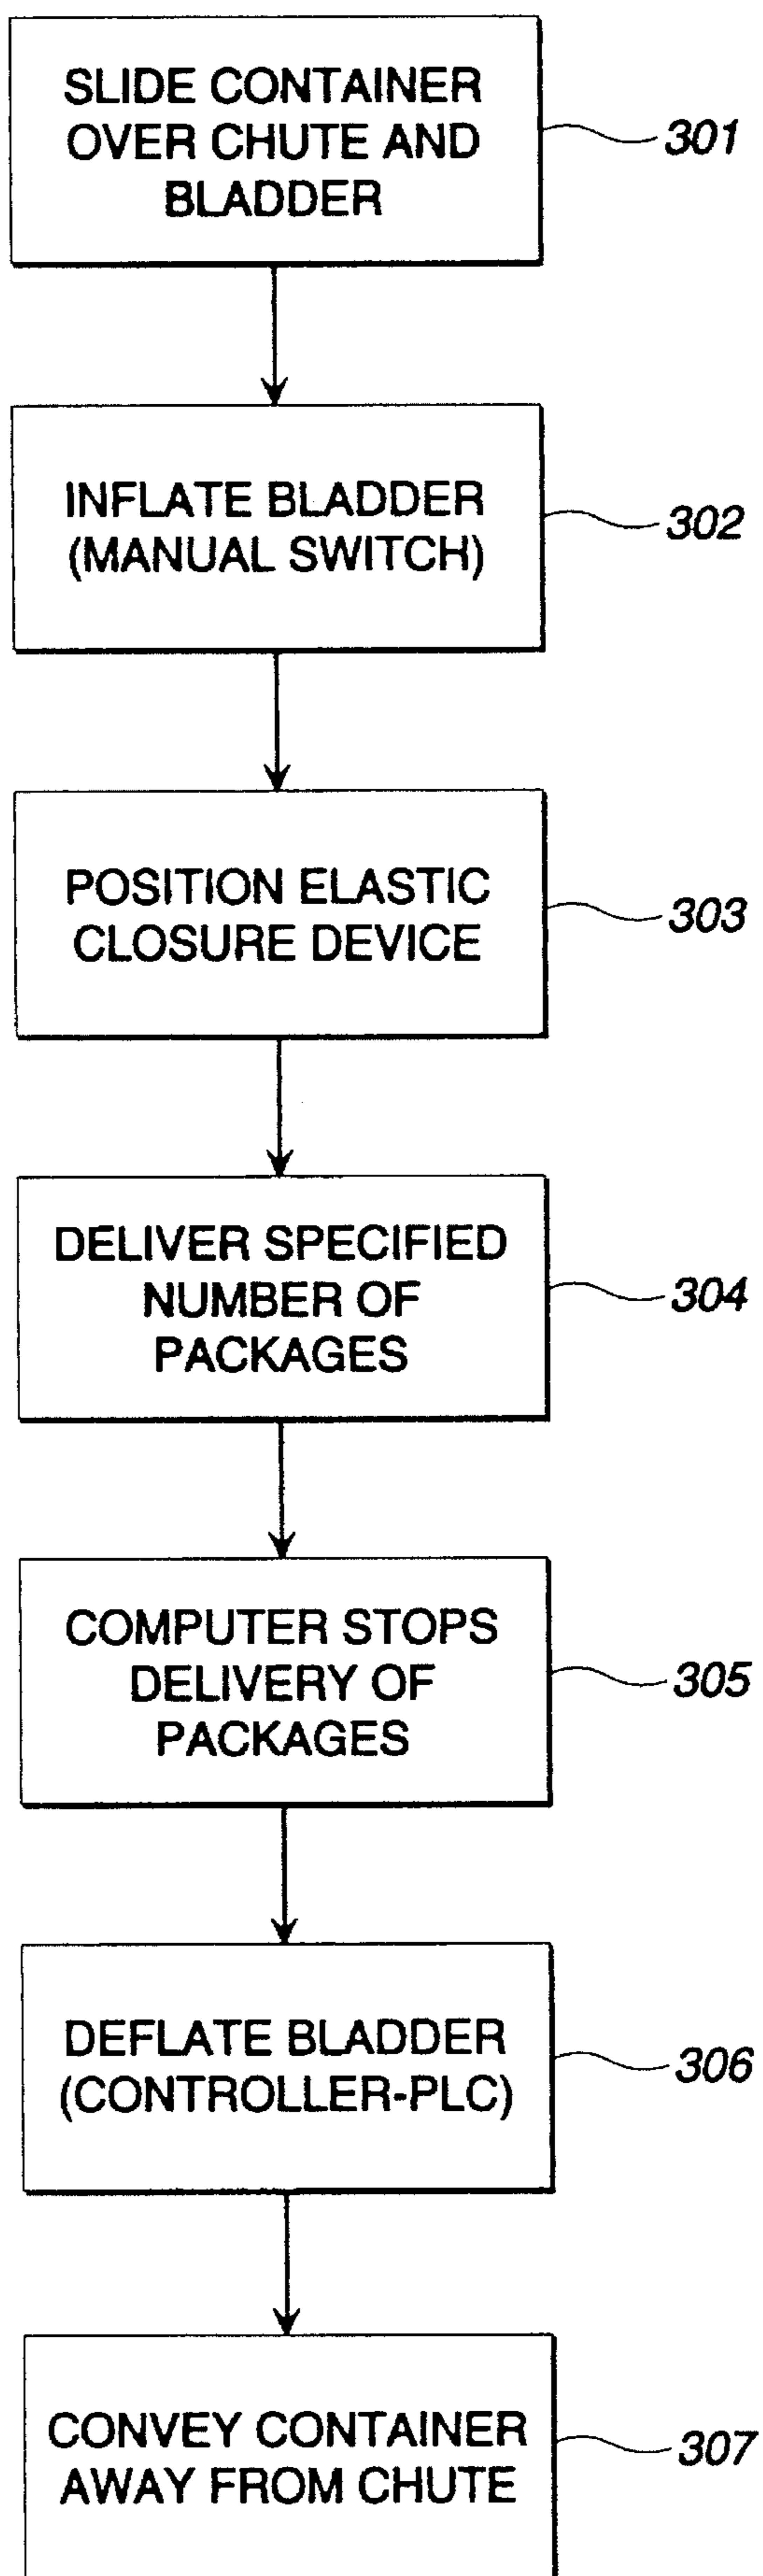 SLIDE CONTAINER
OVER CHUTE AND
BLADDER
301
INFLATE BLADDER
(MANUAL SWITCH)
302
POSITION ELASTIC
CLOSURE DEVICE
303
DELIVER SPECIFIED
NUMBER OF
PACKAGES
304
COMPUTER STOPS
DELIVERY OF
PACKAGES
305
DEFLATE BLADDER
(CONTROLLER-PLC)
306
CONVEY CONTAINER
AWAY FROM CHUTE
307